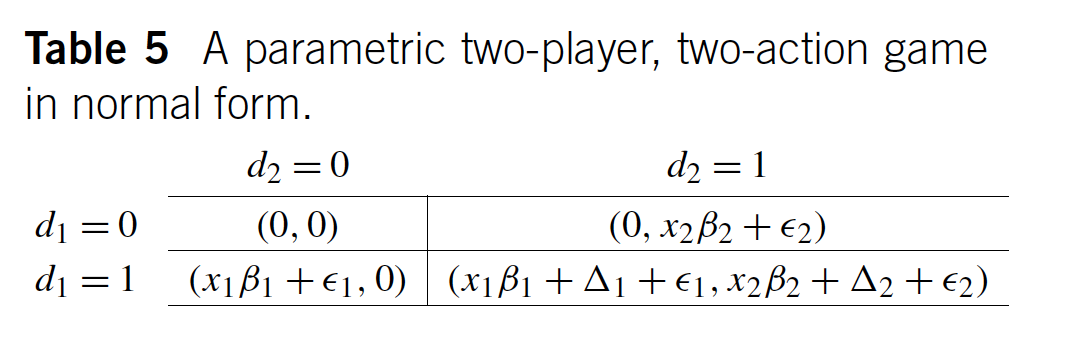 Table 5 A parametric two-player, two-action game
in normal form.
d₂ = 0 d₂ = 1
d₁ = 0 (0, 0) (0, x₂β₂ + ϵ₂)
d₁ = 1 (x₁β₁ + ϵ₁, 0) (x₁β₁ + Δ₁ + ϵ₁, x₂β₂ + Δ₂ + ϵ₂)